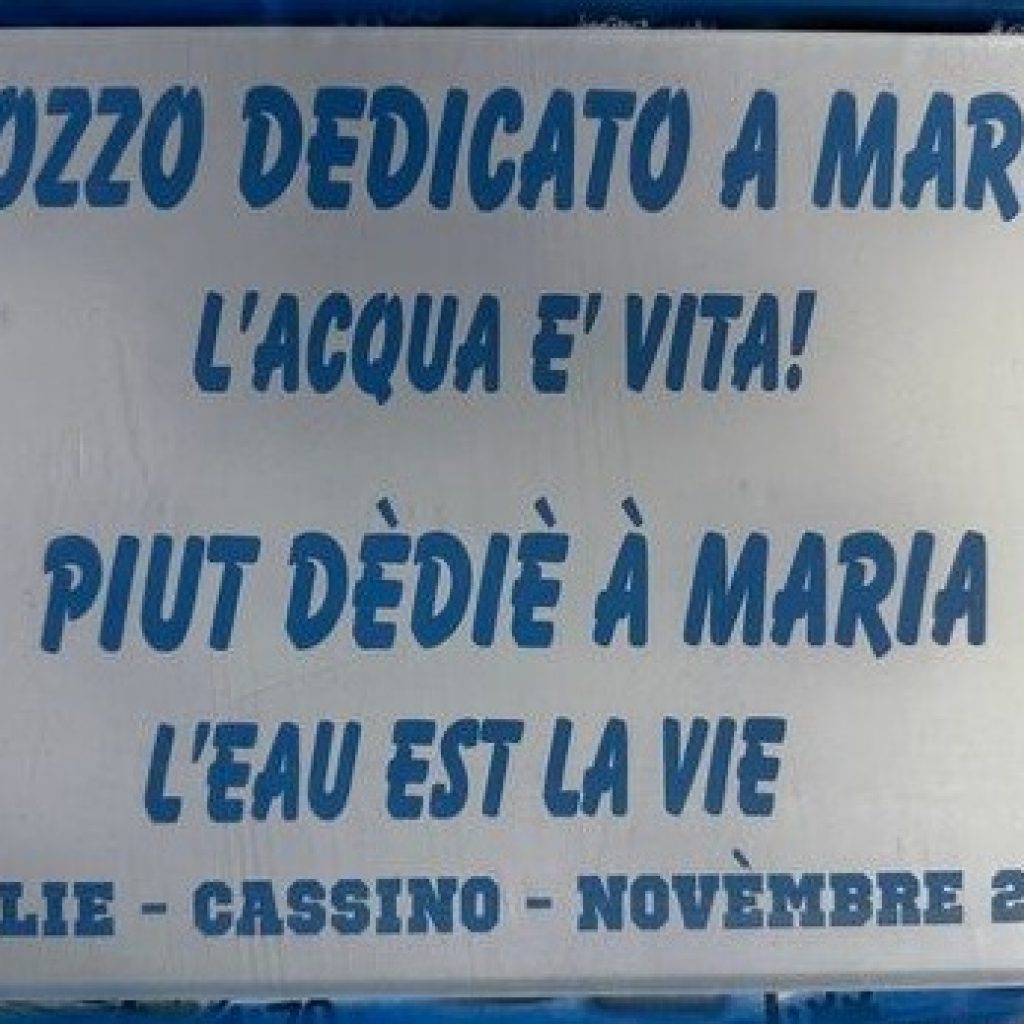 OZZO DEDICATO A MAR
L'ACQUA E' VITA!
PIUT DÈDIÈ À MARIA
L'EAU EST LA VIE
LIE - CASSINO - NOVÈMBRE 2